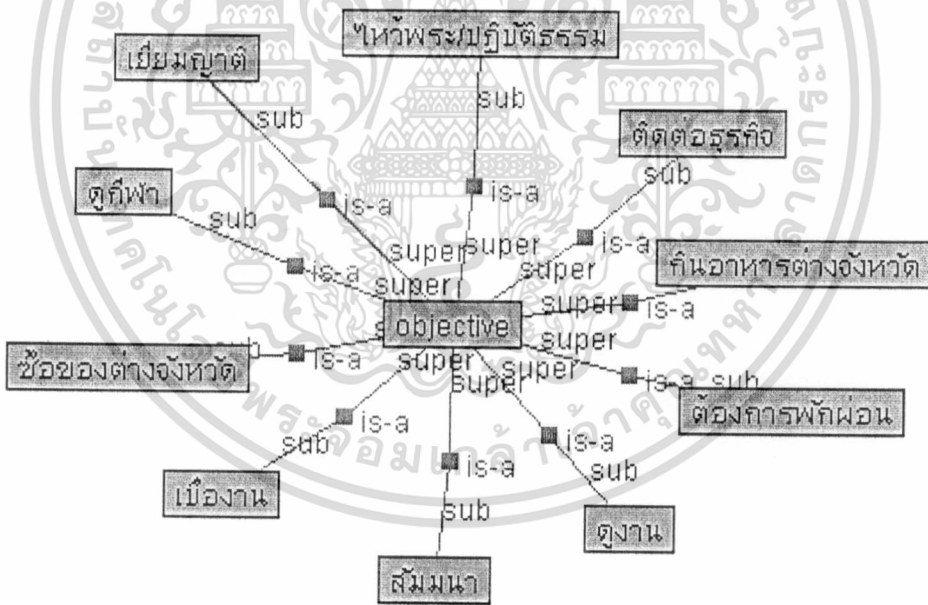 ไหว้พระ/ปฏิบัติธรรม
เยี่ยมญาติ
sub
sub
ติดต่อธุรกิจ
sub
ดูกีฬา
sub
is-a
is-a
is-a
super
super
super
is-a
กินอาหารต่างจังหวัด
super
super
is-a
objective
super
ซื้อของต่างจังหวัด
is-a
super
super
super
is-a
sub
ต้องการพักผ่อน
is-a
is-a
sub
is-a
sub
เบื่องาน
sub
ดูงาน
สัมมนา